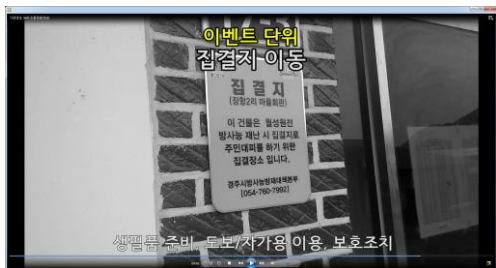 이벤트 단위
집결지 이동
집 결 지
(장항2리 마을회관)
이 건물은 월성원전
방사능 재난 시 집결지로
주민대피를 하기 위한
집결장소 입니다.
경주시방사능방재대책본부
[054-760-7992]
생필품 준비, 도보/자가용 이용, 보호조치